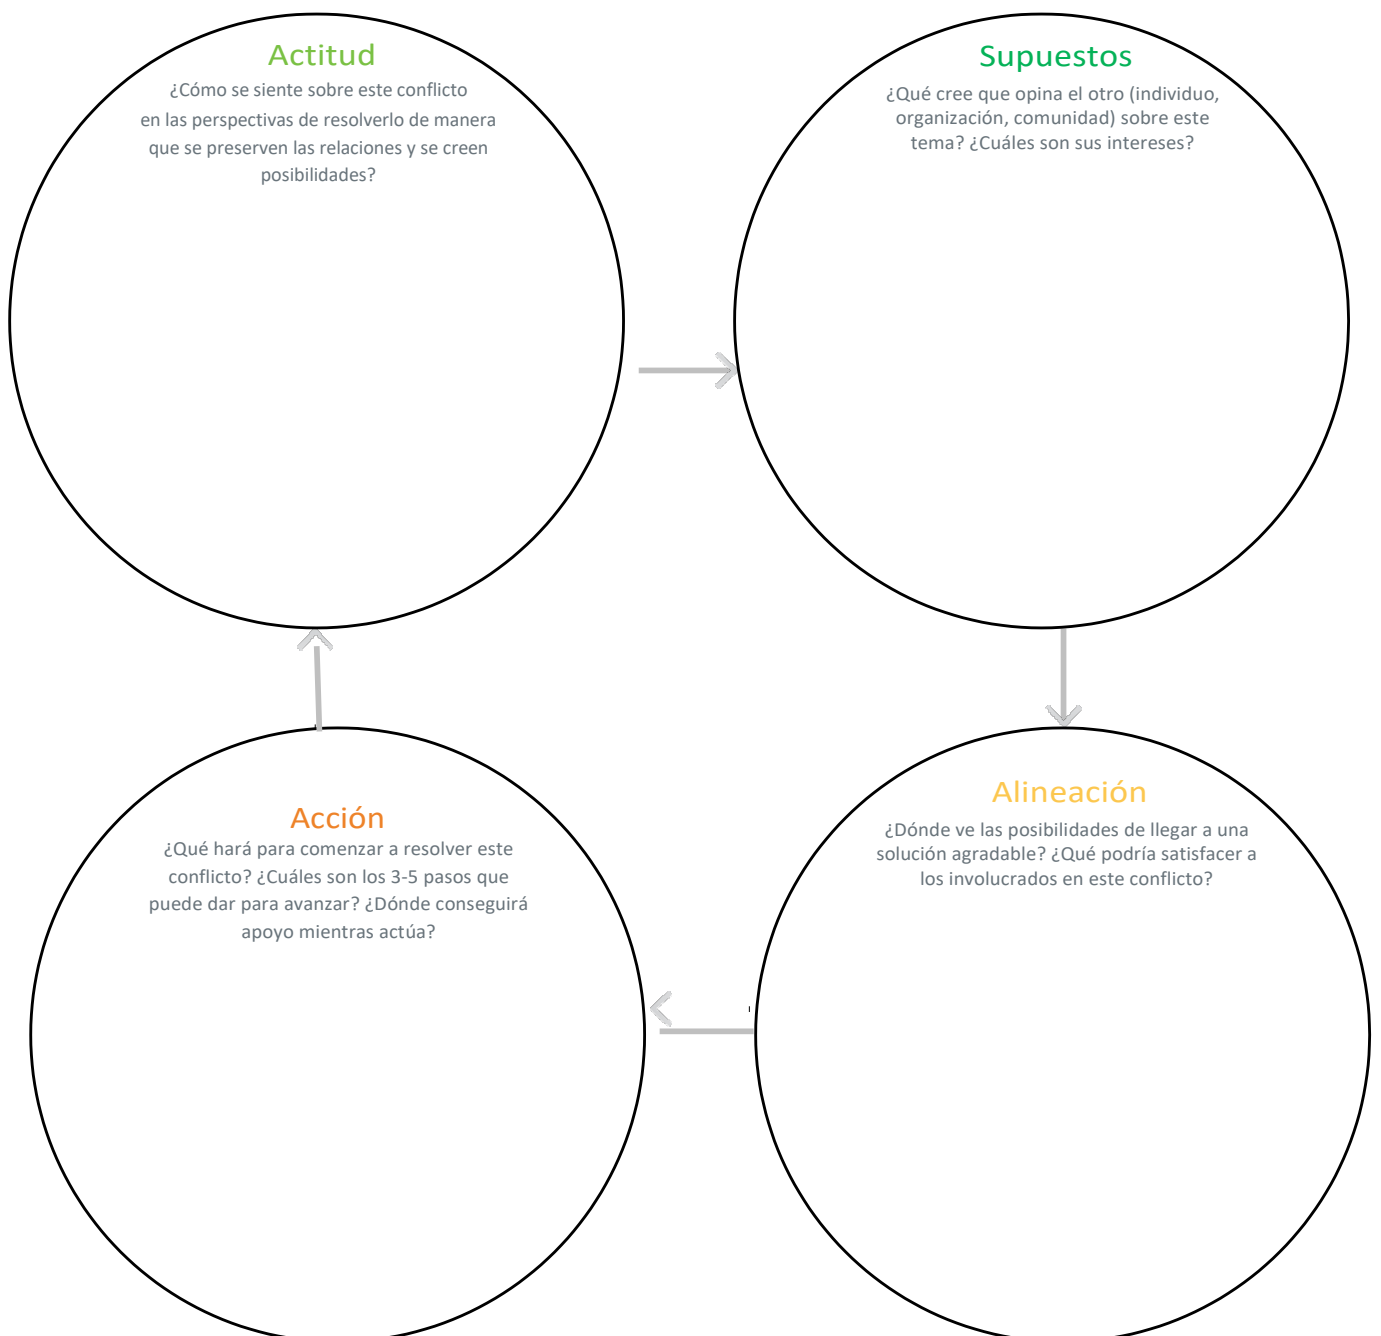 Actitud
¿Cómo se siente sobre este conflicto
en las perspectivas de resolverlo de manera
que se preserven las relaciones y se creen
posibilidades?
Supuestos
¿Qué cree que opina el otro (individuo,
organización, comunidad) sobre este
tema? ¿Cuáles son sus intereses?
Alineación
¿Dónde ve las posibilidades de llegar a una
solución agradable? ¿Qué podría satisfacer a
los involucrados en este conflicto?
Acción
¿Qué hará para comenzar a resolver este
conflicto? ¿Cuáles son los 3-5 pasos que
puede dar para avanzar? ¿Dónde conseguirá
apoyo mientras actúa?